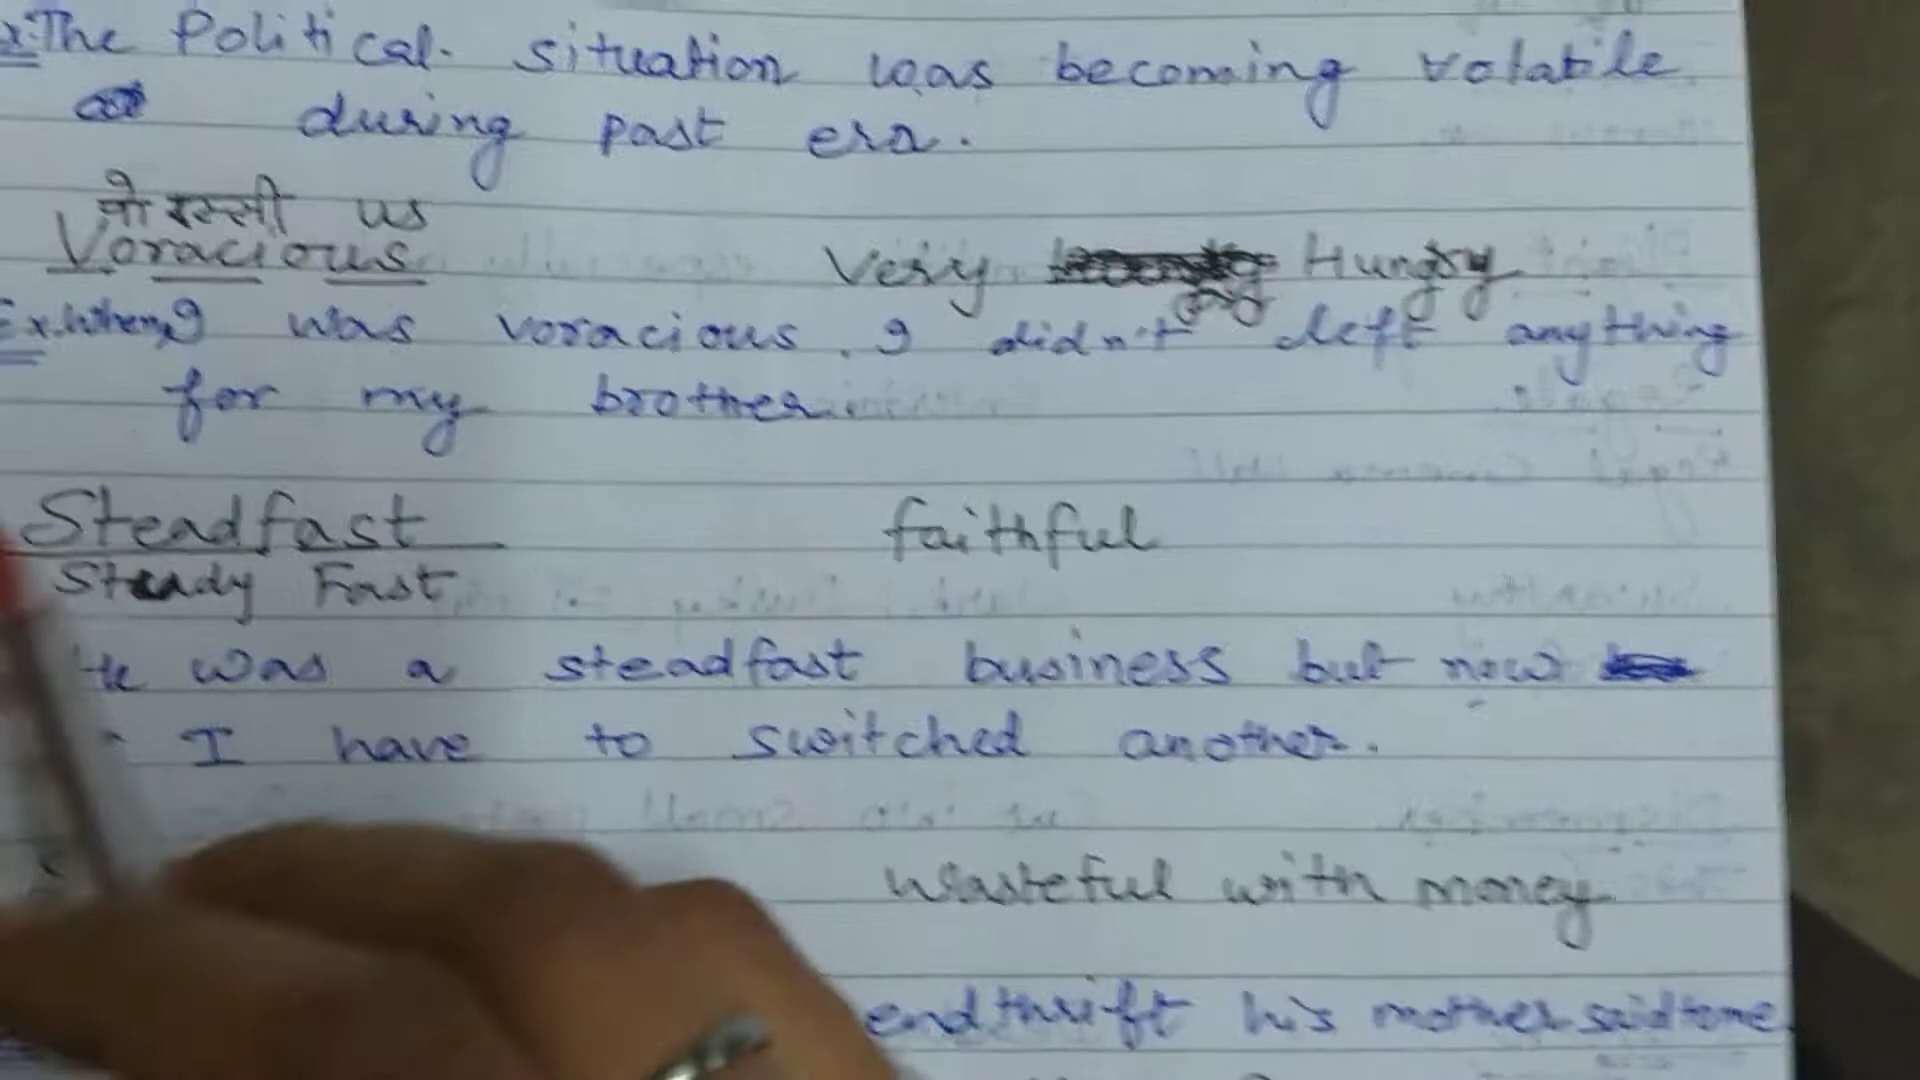 Ex:The Political. situation was becoming volatile
during past era.
वो रस्सी us
Voracious Very Hungry
Ex.When I was voracious, I didn't left anything
for my brother.
Steadfast faithful
Steady Fast
He was a steadfast business but now
I have to switched another.
Wasteful with money
endthrift his mother said to me